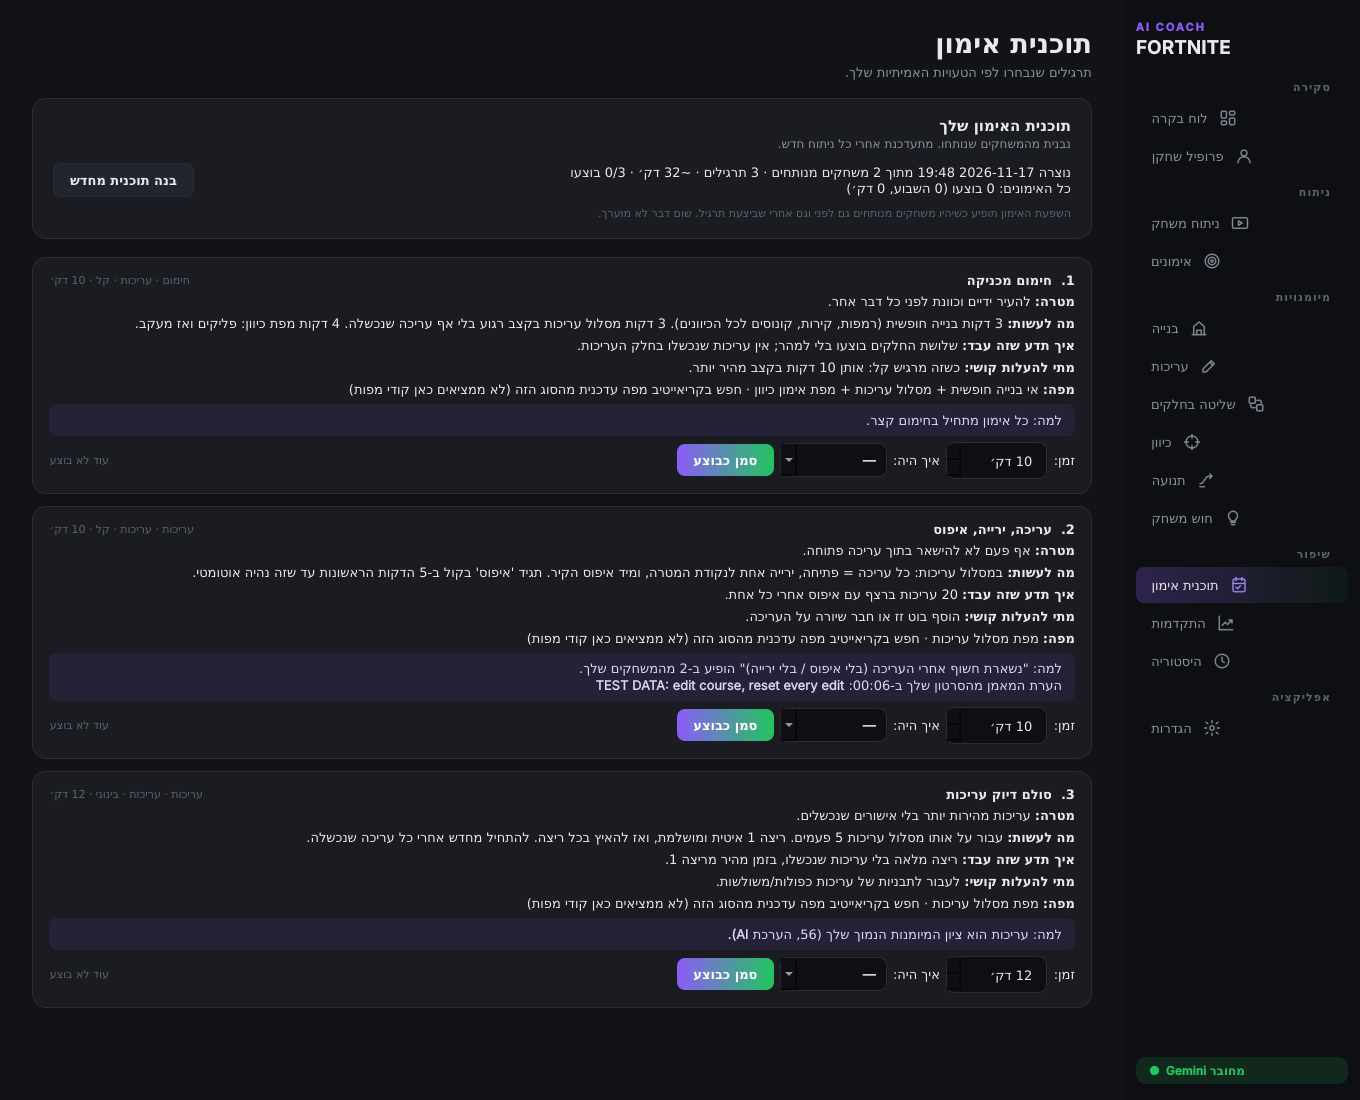 AI COACH
FORTNITE
סקירה
לוח בקרה
פרופיל שחקן
ניתוח
ניתוח משחק
אימונים
מיומנויות
בנייה
עריכות
שליטה בחלקים
כיוון
תנועה
חוש משחק
שיפור
תוכנית אימון
התקדמות
היסטוריה
אפליקציה
הגדרות
מחובר Gemini
תוכנית אימון
תרגילים שנבחרו לפי הטעויות האמיתיות שלך.
תוכנית האימון שלך
נבנית מהמשחקים שנותחו. מתעדכנת אחרי כל ניתוח חדש.
נוצרה 2026-11-17 19:48 מתוך 2 משחקים מנותחים · 3 תרגילים · ~32 דק׳ · 0/3 בוצעו
כל האימונים: 0 בוצעו (0 השבוע, 0 דק׳)
השפעת האימון תופיע כשיהיו משחקים מנותחים גם לפני וגם אחרי שביצעת תרגיל. שום דבר לא מוערך.
בנה תוכנית מחדש
1. חימום מכניקה
חימום · עריכות · קל · 10 דק׳
מטרה: להעיר ידיים וכוונת לפני כל דבר אחר.
מה לעשות: 3 דקות בנייה חופשית (רמפות, קירות, קונוסים לכל הכיוונים). 3 דקות מסלול עריכות בקצב רגוע בלי אף עריכה שנכשלה. 4 דקות מפת כיוון: פליקים ואז מעקב.
איך תדע שזה עבד: שלושת החלקים בוצעו בלי למהר; אין עריכות שנכשלו בחלק העריכות.
מתי להעלות קושי: כשזה מרגיש קל: אותן 10 דקות בקצב מהיר יותר.
מפה: אי בנייה חופשית + מסלול עריכות + מפת אימון כיוון · חפש בקריאייטיב מפה עדכנית מהסוג הזה (לא ממציאים כאן קודי מפות)
למה: כל אימון מתחיל בחימום קצר.
זמן: 10 דק׳ איך היה: — סמן כבוצע
עוד לא בוצע
2. עריכה, ירייה, איפוס
עריכות · עריכות · קל · 10 דק׳
מטרה: אף פעם לא להישאר בתוך עריכה פתוחה.
מה לעשות: במסלול עריכות: כל עריכה = פתיחה, ירייה אחת לנקודת המטרה, ומיד איפוס הקיר. תגיד 'איפוס' בקול ב-5 הדקות הראשונות עד שזה נהיה אוטומטי.
איך תדע שזה עבד: 20 עריכות ברצף עם איפוס אחרי כל אחת.
מתי להעלות קושי: הוסף בוט זז או חבר שיורה על העריכה.
מפה: מפת מסלול עריכות · חפש בקריאייטיב מפה עדכנית מהסוג הזה (לא ממציאים כאן קודי מפות)
למה: "נשארת חשוף אחרי העריכה (בלי איפוס / בלי ירייה)" הופיע ב-2 מהמשחקים שלך.
הערת המאמן מהסרטון שלך ב-00:06: TEST DATA: edit course, reset every edit
זמן: 10 דק׳ איך היה: — סמן כבוצע
עוד לא בוצע
3. סולם דיוק עריכות
עריכות · עריכות · בינוני · 12 דק׳
מטרה: עריכות מהירות יותר בלי אישורים שנכשלים.
מה לעשות: עבור על אותו מסלול עריכות 5 פעמים. ריצה 1 איטית ומושלמת, ואז להאיץ בכל ריצה. להתחיל מחדש אחרי כל עריכה שנכשלה.
איך תדע שזה עבד: ריצה מלאה בלי עריכות שנכשלו, בזמן מהיר מריצה 1.
מתי להעלות קושי: לעבור לתבניות של עריכות כפולות/משולשות.
מפה: מפת מסלול עריכות · חפש בקריאייטיב מפה עדכנית מהסוג הזה (לא ממציאים כאן קודי מפות)
למה: עריכות הוא ציון המיומנות הנמוך שלך (56, הערכת AI).
זמן: 12 דק׳ איך היה: — סמן כבוצע
עוד לא בוצע